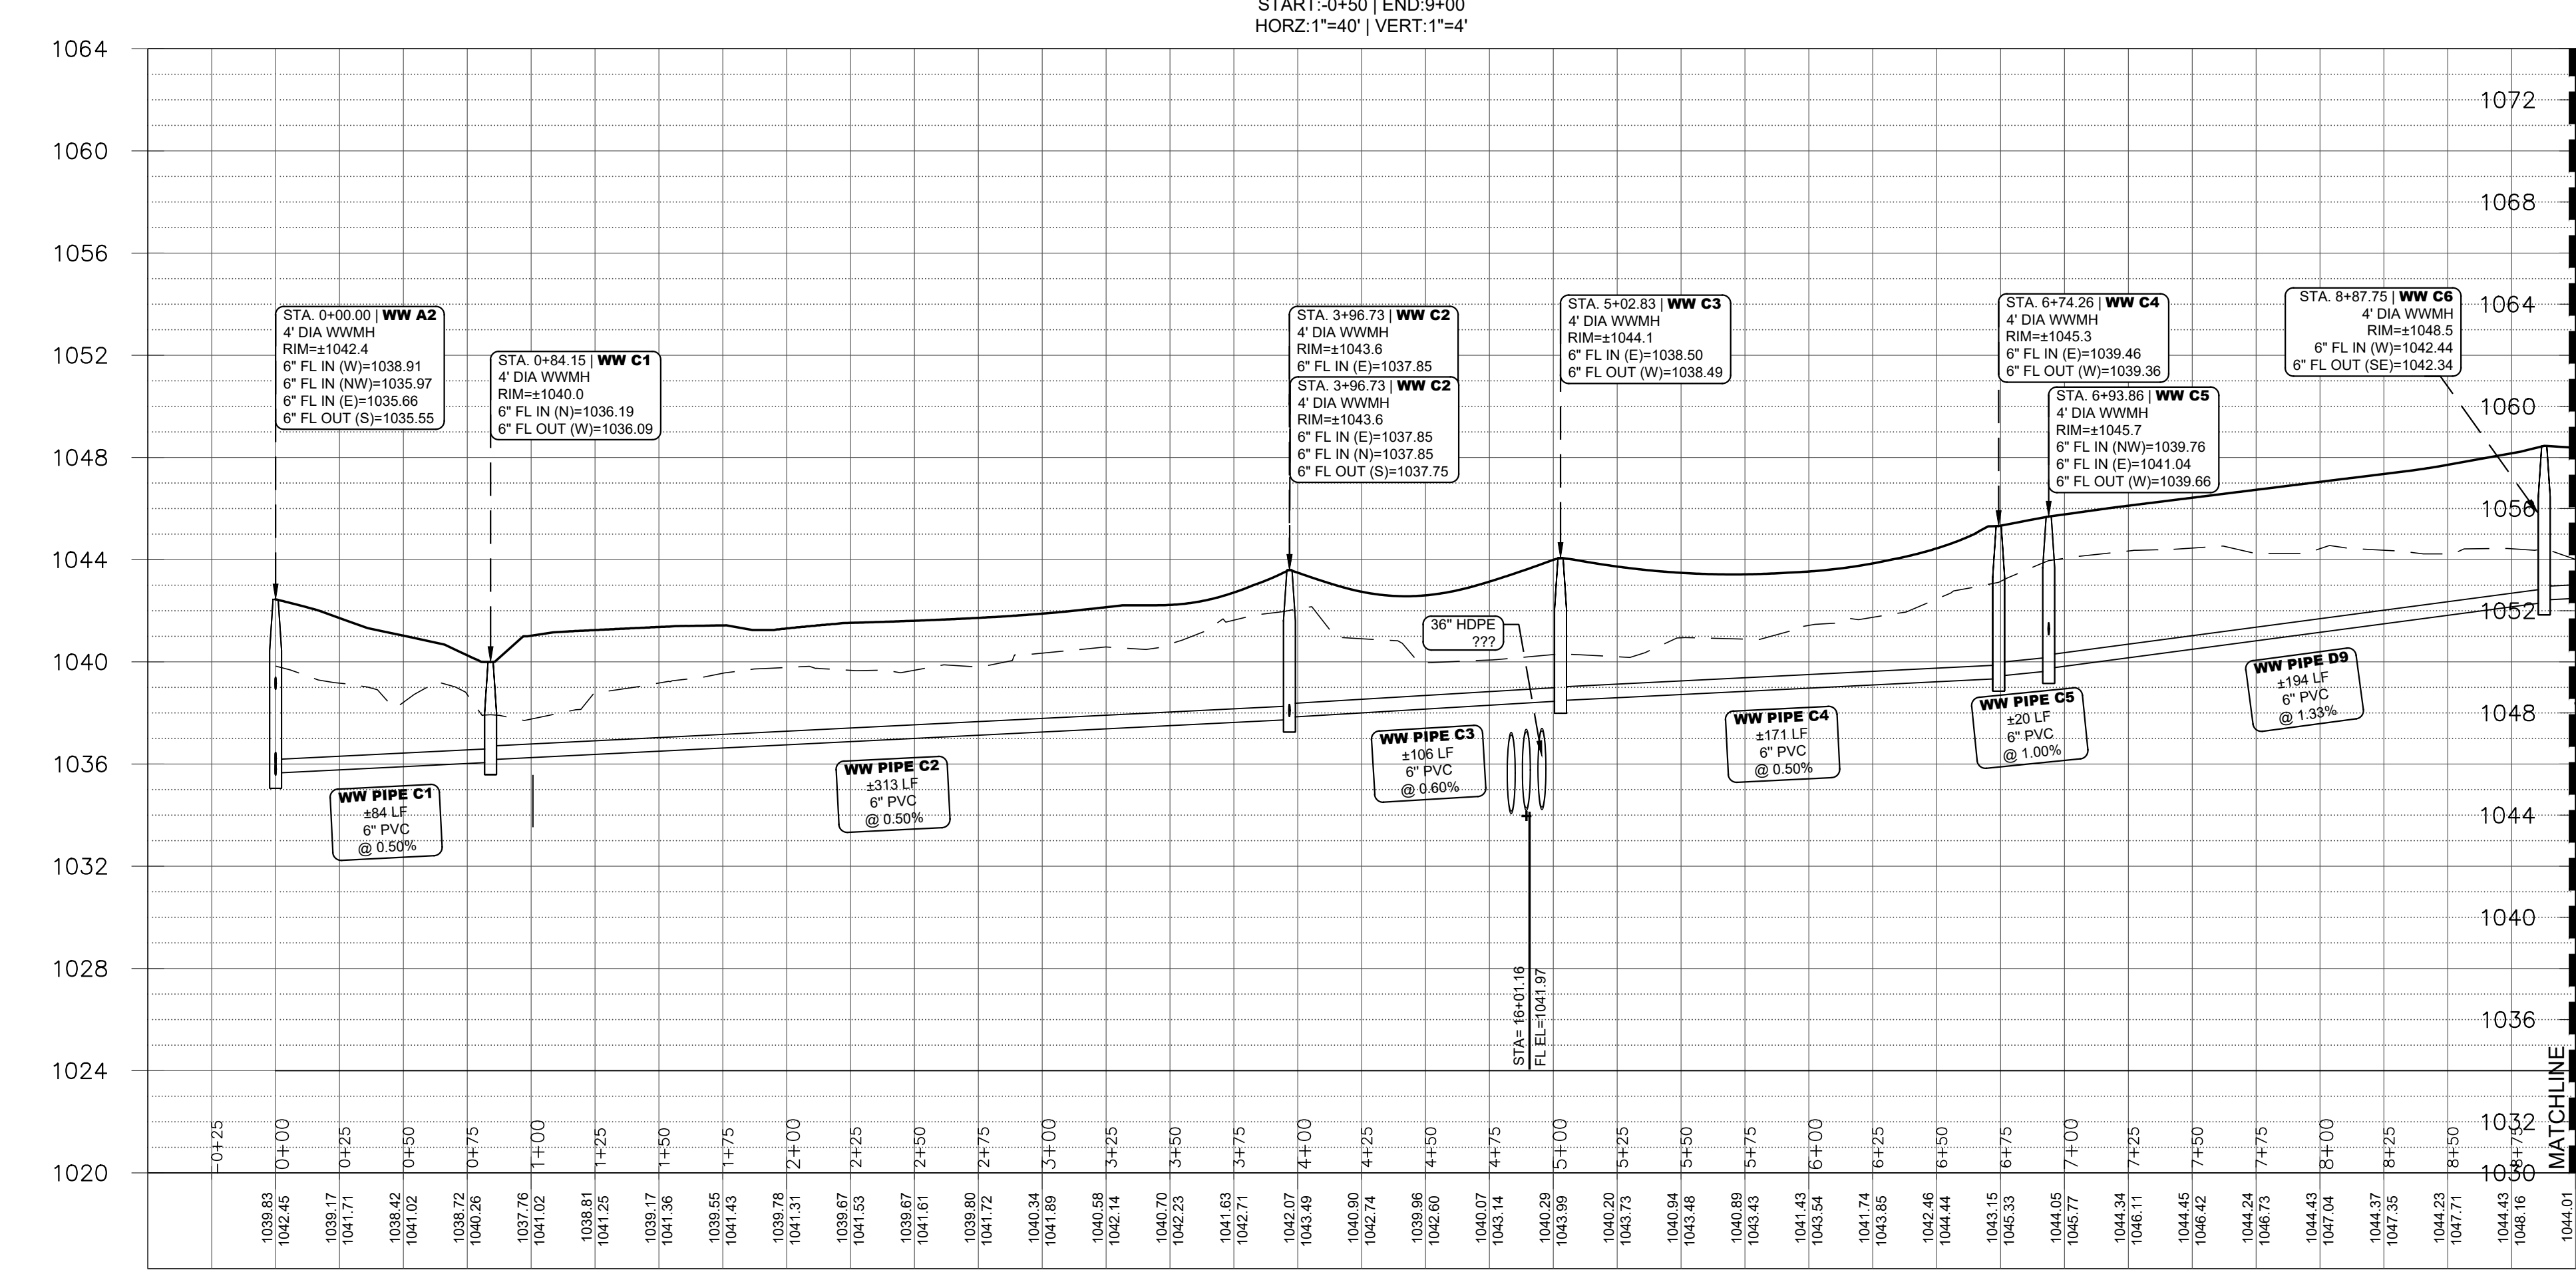 START:-0+50 | END:9+00
HORZ:1"=40' | VERT:1"=4'
1064
1060
1056
1052
1048
1044
1040
1036
1032
1028
1024
1020
1072
1068
1064
1060
1056
1052
1048
1044
1040
1036
1032
1030
STA. 0+00.00 | WW A2
4' DIA WWMH
RIM=±1042.4
6" FL IN (W)=1038.91
6" FL IN (NW)=1035.97
6" FL IN (E)=1035.66
6" FL OUT (S)=1035.55
STA. 0+84.15 | WW C1
4' DIA WWMH
RIM=±1040.0
6" FL IN (N)=1036.19
6" FL OUT (W)=1036.09
STA. 3+96.73 | WW C2
4' DIA WWMH
RIM=±1043.6
6" FL IN (E)=1037.85
STA. 3+96.73 | WW C2
4' DIA WWMH
RIM=±1043.6
6" FL IN (E)=1037.85
6" FL IN (N)=1037.85
6" FL OUT (S)=1037.75
STA. 5+02.83 | WW C3
4' DIA WWMH
RIM=±1044.1
6" FL IN (E)=1038.50
6" FL OUT (W)=1038.49
STA. 6+74.26 | WW C4
4' DIA WWMH
RIM=±1045.3
6" FL IN (E)=1039.46
6" FL OUT (W)=1039.36
STA. 6+93.86 | WW C5
4' DIA WWMH
RIM=±1045.7
6" FL IN (NW)=1039.76
6" FL IN (E)=1041.04
6" FL OUT (W)=1039.66
STA. 8+87.75 | WW C6
4' DIA WWMH
RIM=±1048.5
6" FL IN (W)=1042.44
6" FL OUT (SE)=1042.34
36" HDPE
???
WW PIPE C1
±84 LF
6" PVC
@ 0.50%
WW PIPE C2
±313 LF
6" PVC
@ 0.50%
WW PIPE C3
±106 LF
6" PVC
@ 0.60%
WW PIPE C4
±171 LF
6" PVC
@ 0.50%
WW PIPE C5
±20 LF
6" PVC
@ 1.00%
WW PIPE D9
±194 LF
6" PVC
@ 1.33%
STA= 16+01.16
FL EL=1041.97
MATCHLINE
-0+25
0+00
0+25
0+50
0+75
1+00
1+25
1+50
1+75
2+00
2+25
2+50
2+75
3+00
3+25
3+50
3+75
4+00
4+25
4+50
4+75
5+00
5+25
5+50
5+75
6+00
6+25
6+50
6+75
7+00
7+25
7+50
7+75
8+00
8+25
8+50
8+75
1039.83
1042.45
1039.17
1041.71
1038.42
1041.02
1038.72
1040.26
1037.76
1041.02
1038.81
1041.25
1039.17
1041.36
1039.55
1041.43
1039.78
1041.31
1039.67
1041.53
1039.67
1041.61
1039.80
1041.72
1040.34
1041.89
1040.58
1042.14
1040.70
1042.23
1041.63
1042.71
1042.07
1043.49
1040.90
1042.74
1039.96
1042.60
1040.07
1043.14
1040.29
1043.99
1040.20
1043.73
1040.94
1043.48
1040.89
1043.43
1041.43
1043.54
1041.74
1043.85
1042.46
1044.44
1043.15
1045.33
1044.05
1045.77
1044.34
1046.11
1044.45
1046.42
1044.24
1046.73
1044.43
1047.04
1044.37
1047.35
1044.23
1047.71
1044.43
1048.16
1044.01